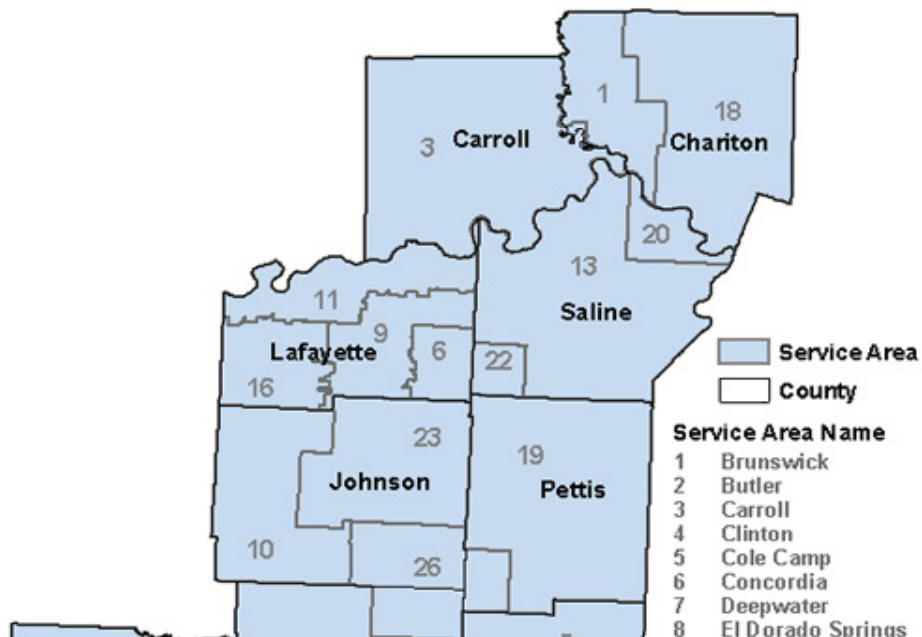 1
18
3
Carroll
Chariton
20
13
11
Saline
9
Lafayette
6
22
16
Service Area
County
23
19
Johnson
Pettis
10
26
Service Area Name
1 Brunswick
2 Butler
3 Carroll
4 Clinton
5 Cole Camp
6 Concordia
7 Deepwater
8 El Dorado Springs